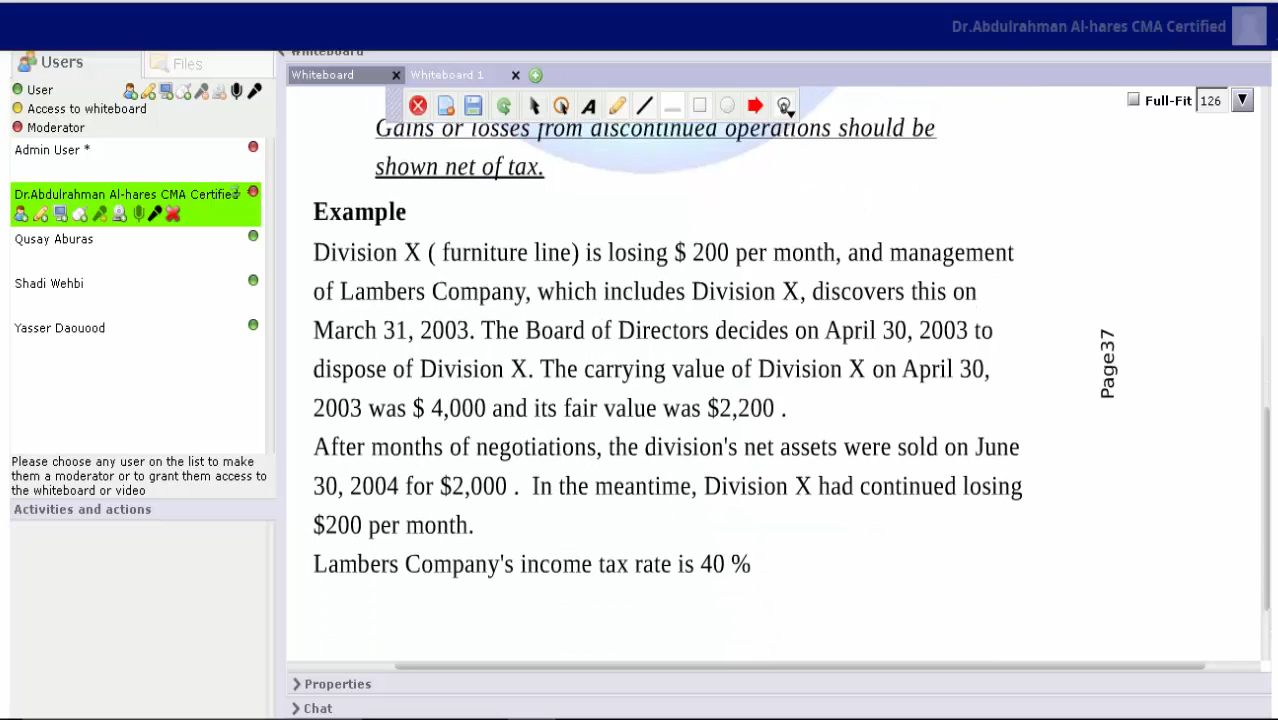 Dr.Abdulrahman Al-hares CMA Certified
Whiteboard
Users
Files
Whiteboard
Whiteboard 1
User
Access to whiteboard
Moderator
Full-Fit
126
Admin User *
Dr.Abdulrahman Al-hares CMA Certified
Qusay Aburas
Shadi Wehbi
Yasser Daouood
Please choose any user on the list to make
them a moderator or to grant them access to
the whiteboard or video
Activities and actions
Gains or losses from discontinued operations should be
shown net of tax.
Example
Division X ( furniture line) is losing $ 200 per month, and management
of Lambers Company, which includes Division X, discovers this on
March 31, 2003. The Board of Directors decides on April 30, 2003 to
dispose of Division X. The carrying value of Division X on April 30,
2003 was $ 4,000 and its fair value was $2,200 .
After months of negotiations, the division's net assets were sold on June
30, 2004 for $2,000 .  In the meantime, Division X had continued losing
$200 per month.
Lambers Company's income tax rate is 40 %
Page37
Properties
Chat